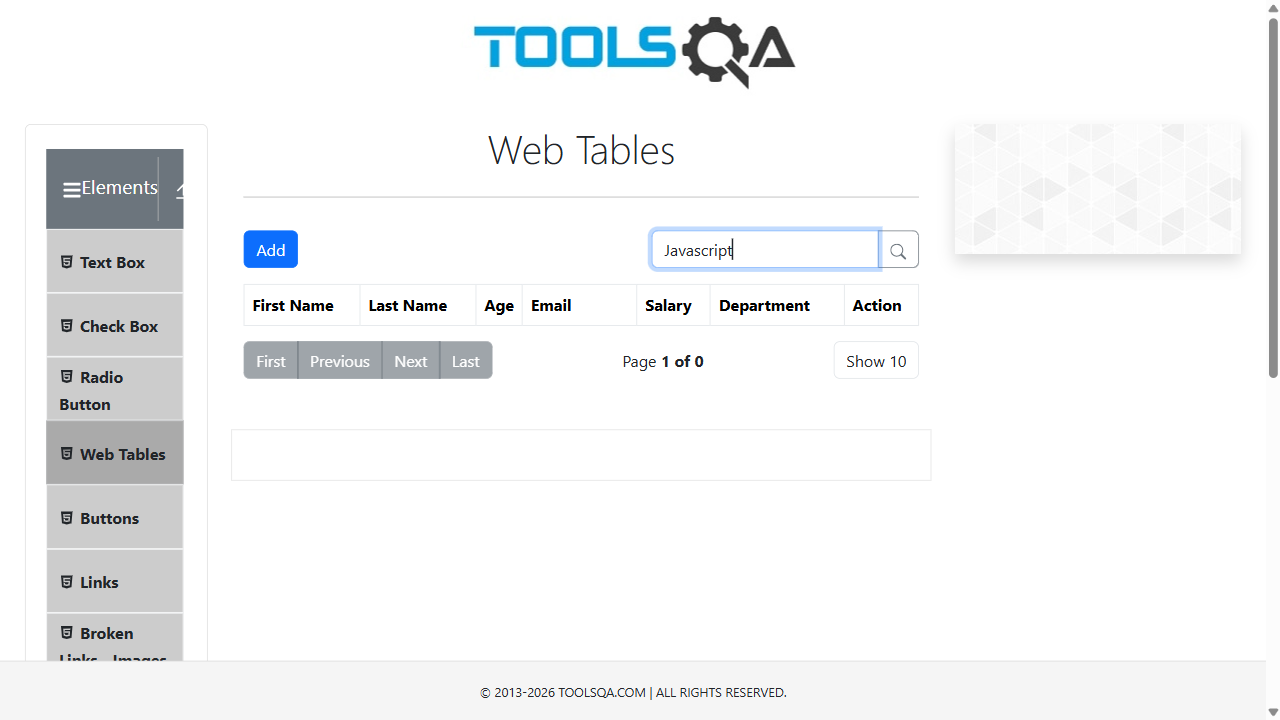 TOOLSQA
Elements
Text Box
Check Box
Radio
Button
Web Tables
Buttons
Links
Broken
Links - Images
Web Tables
Add
Javascript
First Name Last Name Age Email Salary Department Action
First Previous Next Last Page 1 of 0 Show 10
© 2013-2026 TOOLSQA.COM | ALL RIGHTS RESERVED.